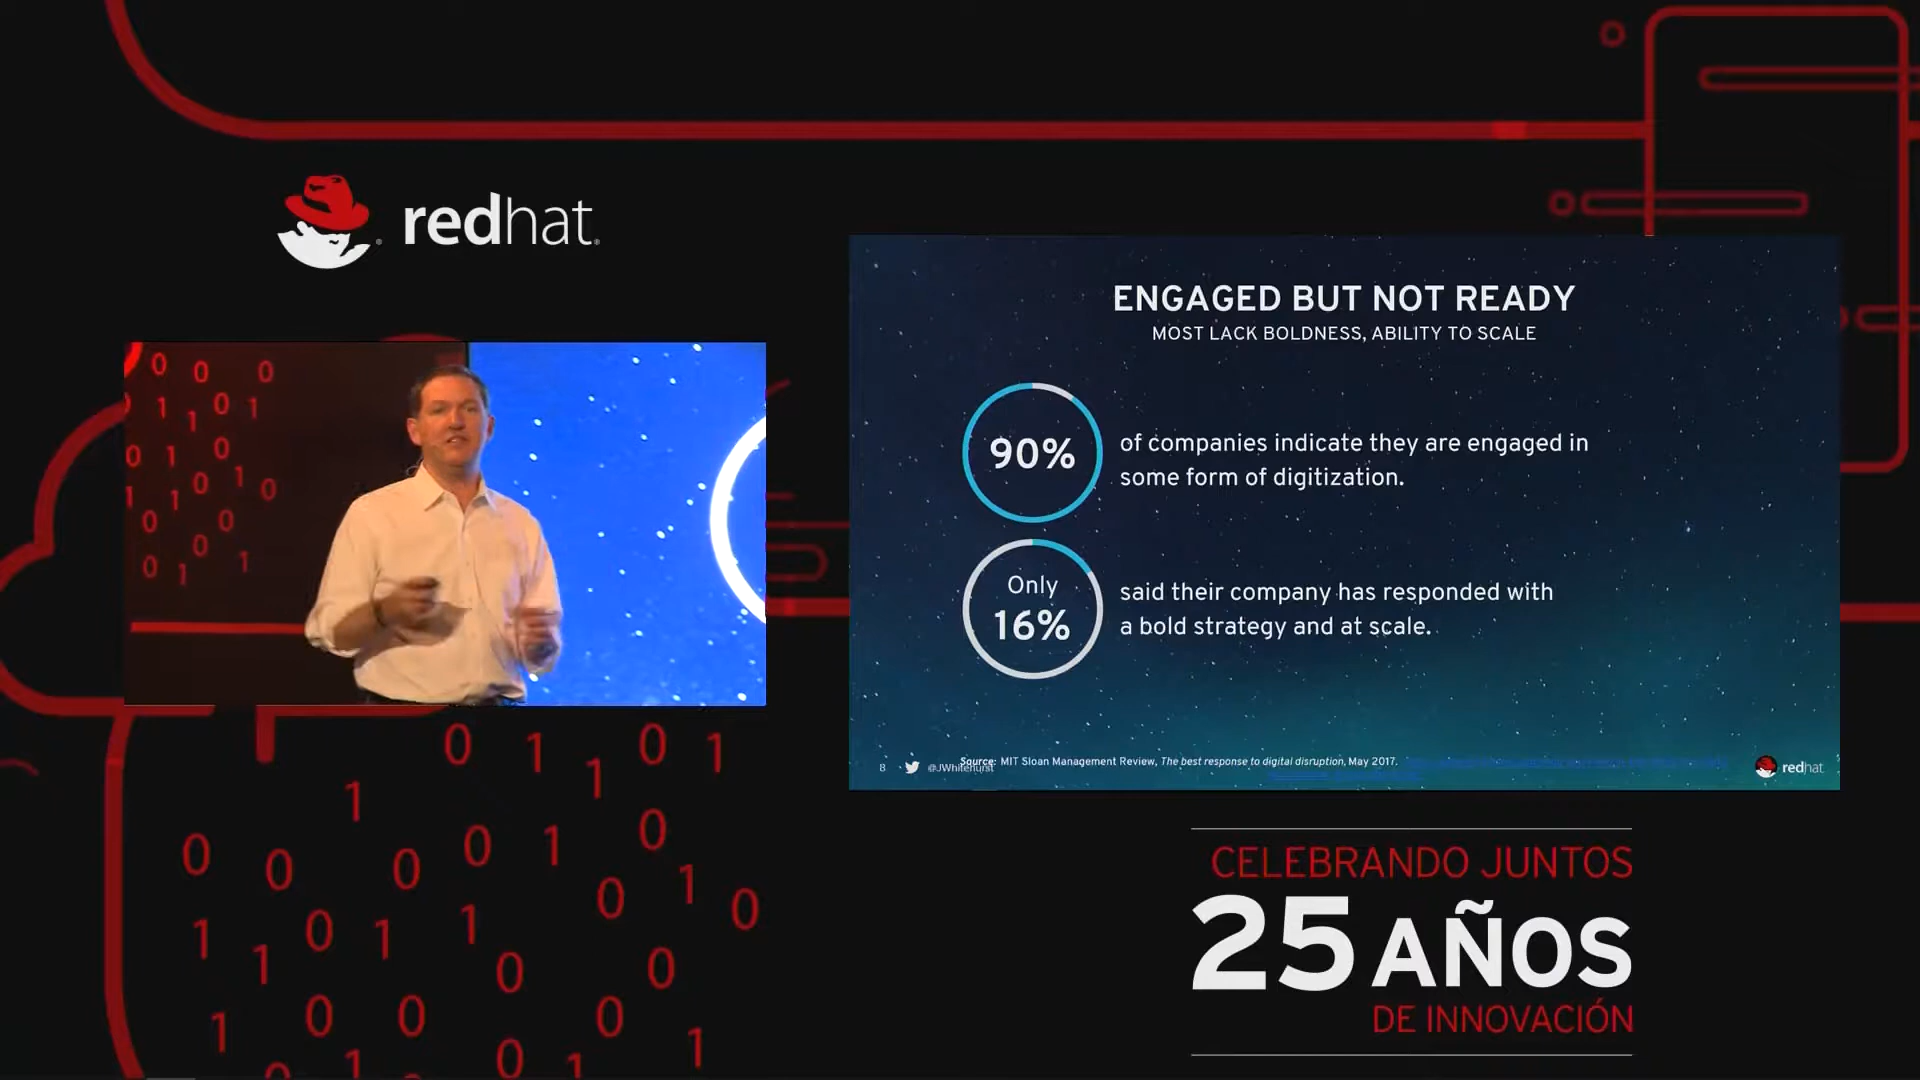 redhat
ENGAGED BUT NOT READY
MOST LACK BOLDNESS, ABILITY TO SCALE
90%
of companies indicate they are engaged in
some form of digitization.
Only
16%
said their company has responded with
a bold strategy and at scale.
Source: MIT Sloan Management Review, The best response to digital disruption, May 2017.
8 @JWhitehurst
redhat
CELEBRANDO JUNTOS
25 AÑOS
DE INNOVACIÓN